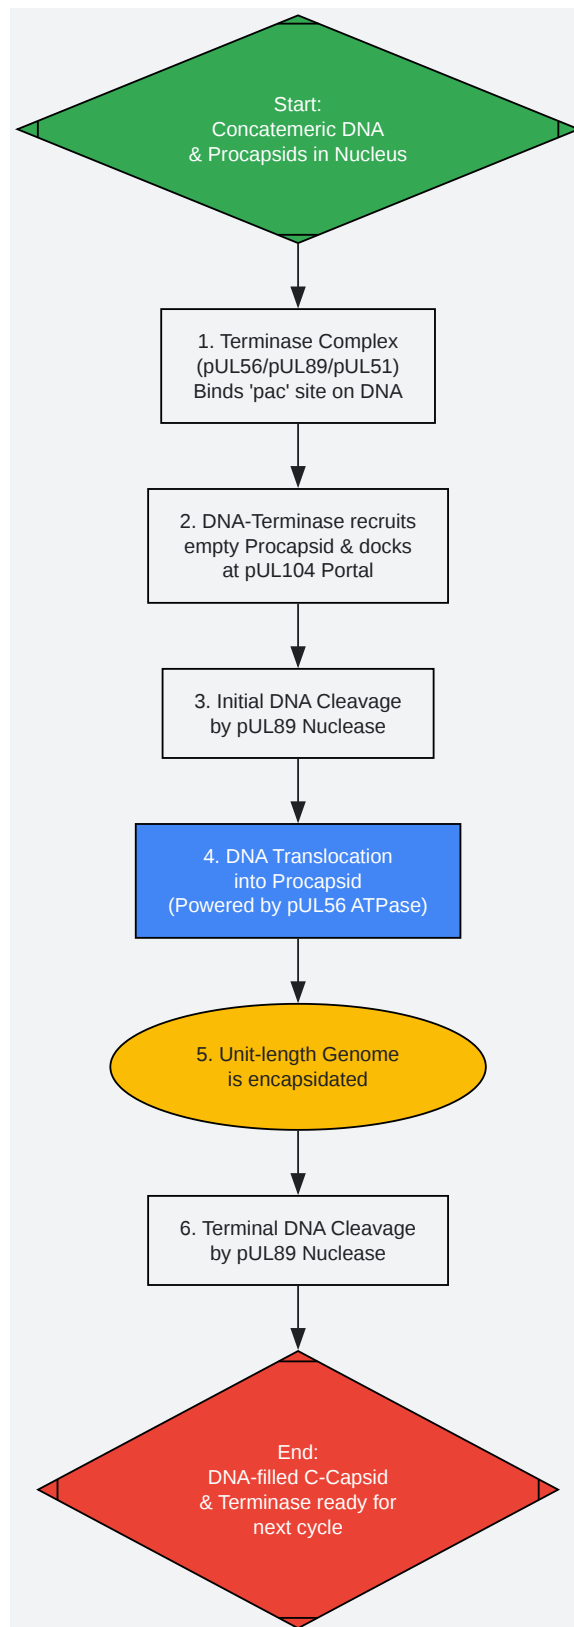 Start:
Concatemeric DNA
& Procapsids in Nucleus
1. Terminase Complex
(pUL56/pUL89/pUL51)
Binds 'pac' site on DNA
2. DNA-Terminase recruits
empty Procapsid & docks
at pUL104 Portal
3. Initial DNA Cleavage
by pUL89 Nuclease
4. DNA Translocation
into Procapsid
(Powered by pUL56 ATPase)
5. Unit-length Genome
is encapsidated
6. Terminal DNA Cleavage
by pUL89 Nuclease
End:
DNA-filled C-Capsid
& Terminase ready for
next cycle